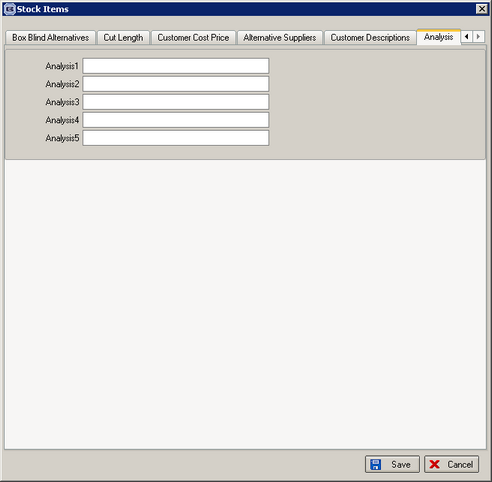 Stock Items
Box Blind Alternatives Cut Length Customer Cost Price Alternative Suppliers Customer Descriptions Analysis
Analysis1
Analysis2
Analysis3
Analysis4
Analysis5
Save Cancel